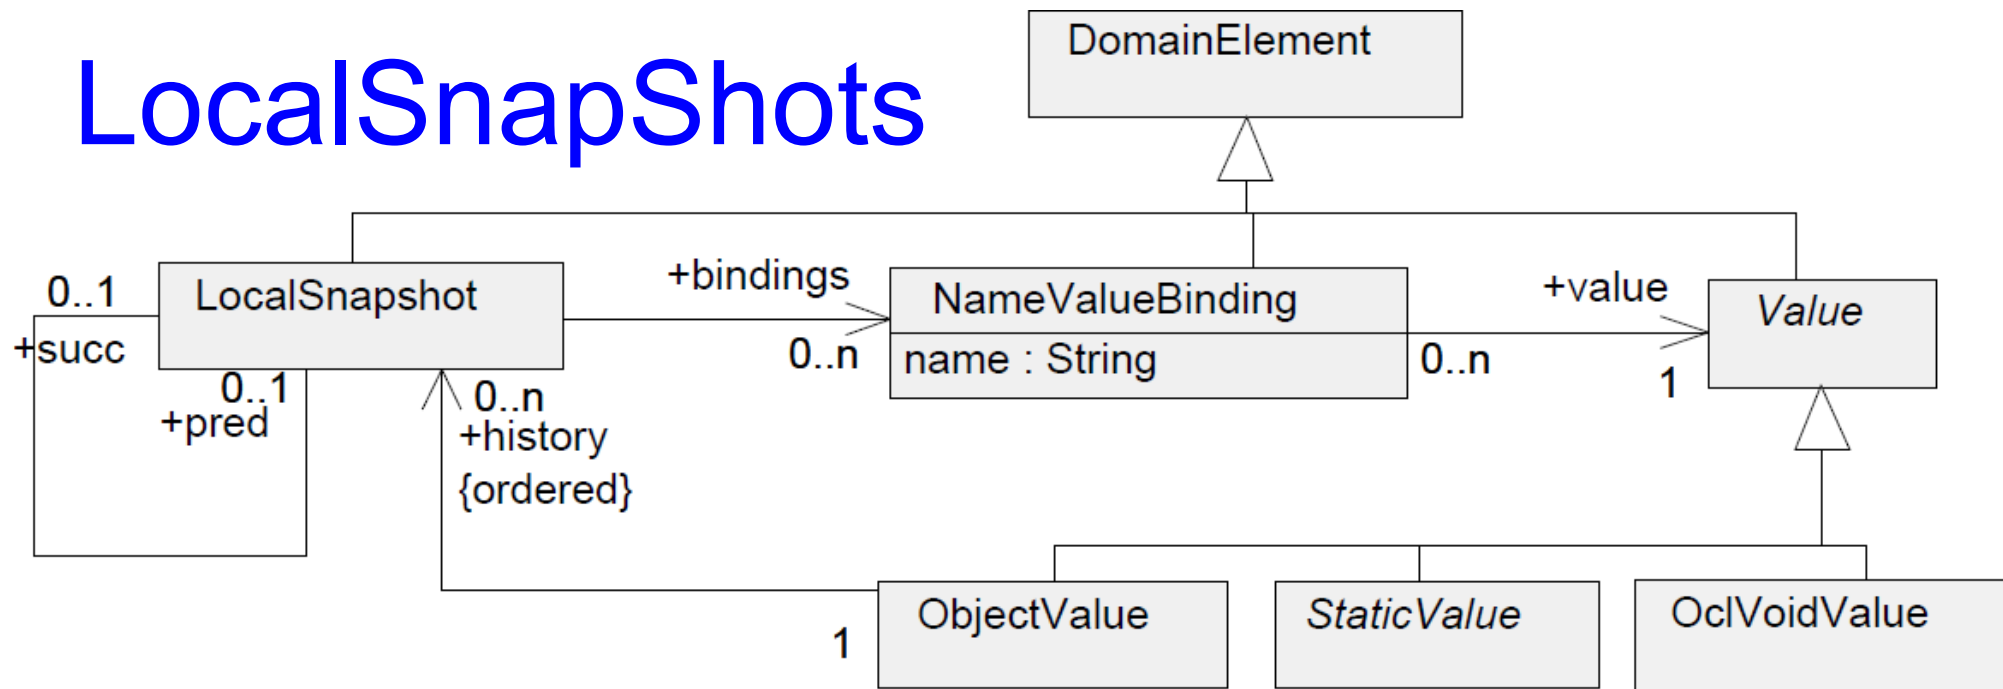 LocalSnapShots
DomainElement
0..1
+succ
LocalSnapshot
0..1
+pred
+bindings
0..n
NameValueBinding
name : String
0..n
+value
1
Value
0..n
+history
{ordered}
1
ObjectValue
StaticValue
OclVoidValue